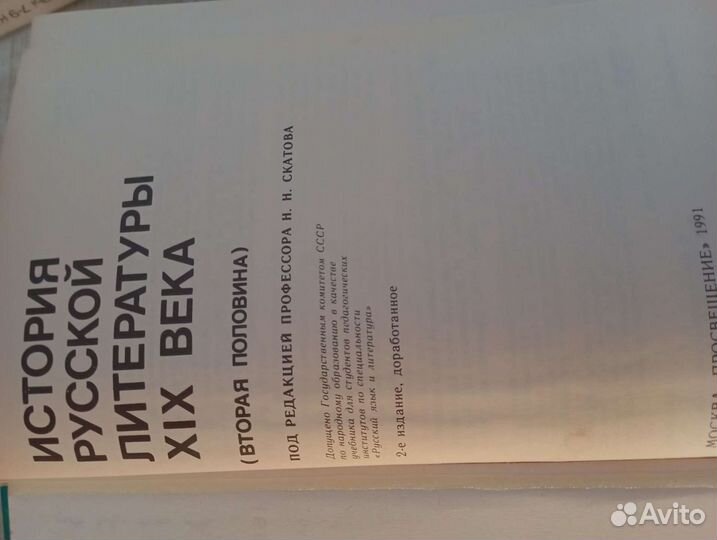 ИСТОРИЯ
РУССКОЙ
ЛИТЕРАТУРЫ
XIX ВЕКА
(ВТОРАЯ ПОЛОВИНА)
ПОД РЕДАКЦИЕЙ ПРОФЕССОРА Н. Н. СКАТОВА
Допущено Государственным комитетом СССР
по народному образованию в качестве
учебника для студентов педагогических
институтов по специальности
«Русский язык и литература»
2-е издание, доработанное
МОСКВА «ПРОСВЕЩЕНИЕ» 1991
Avito